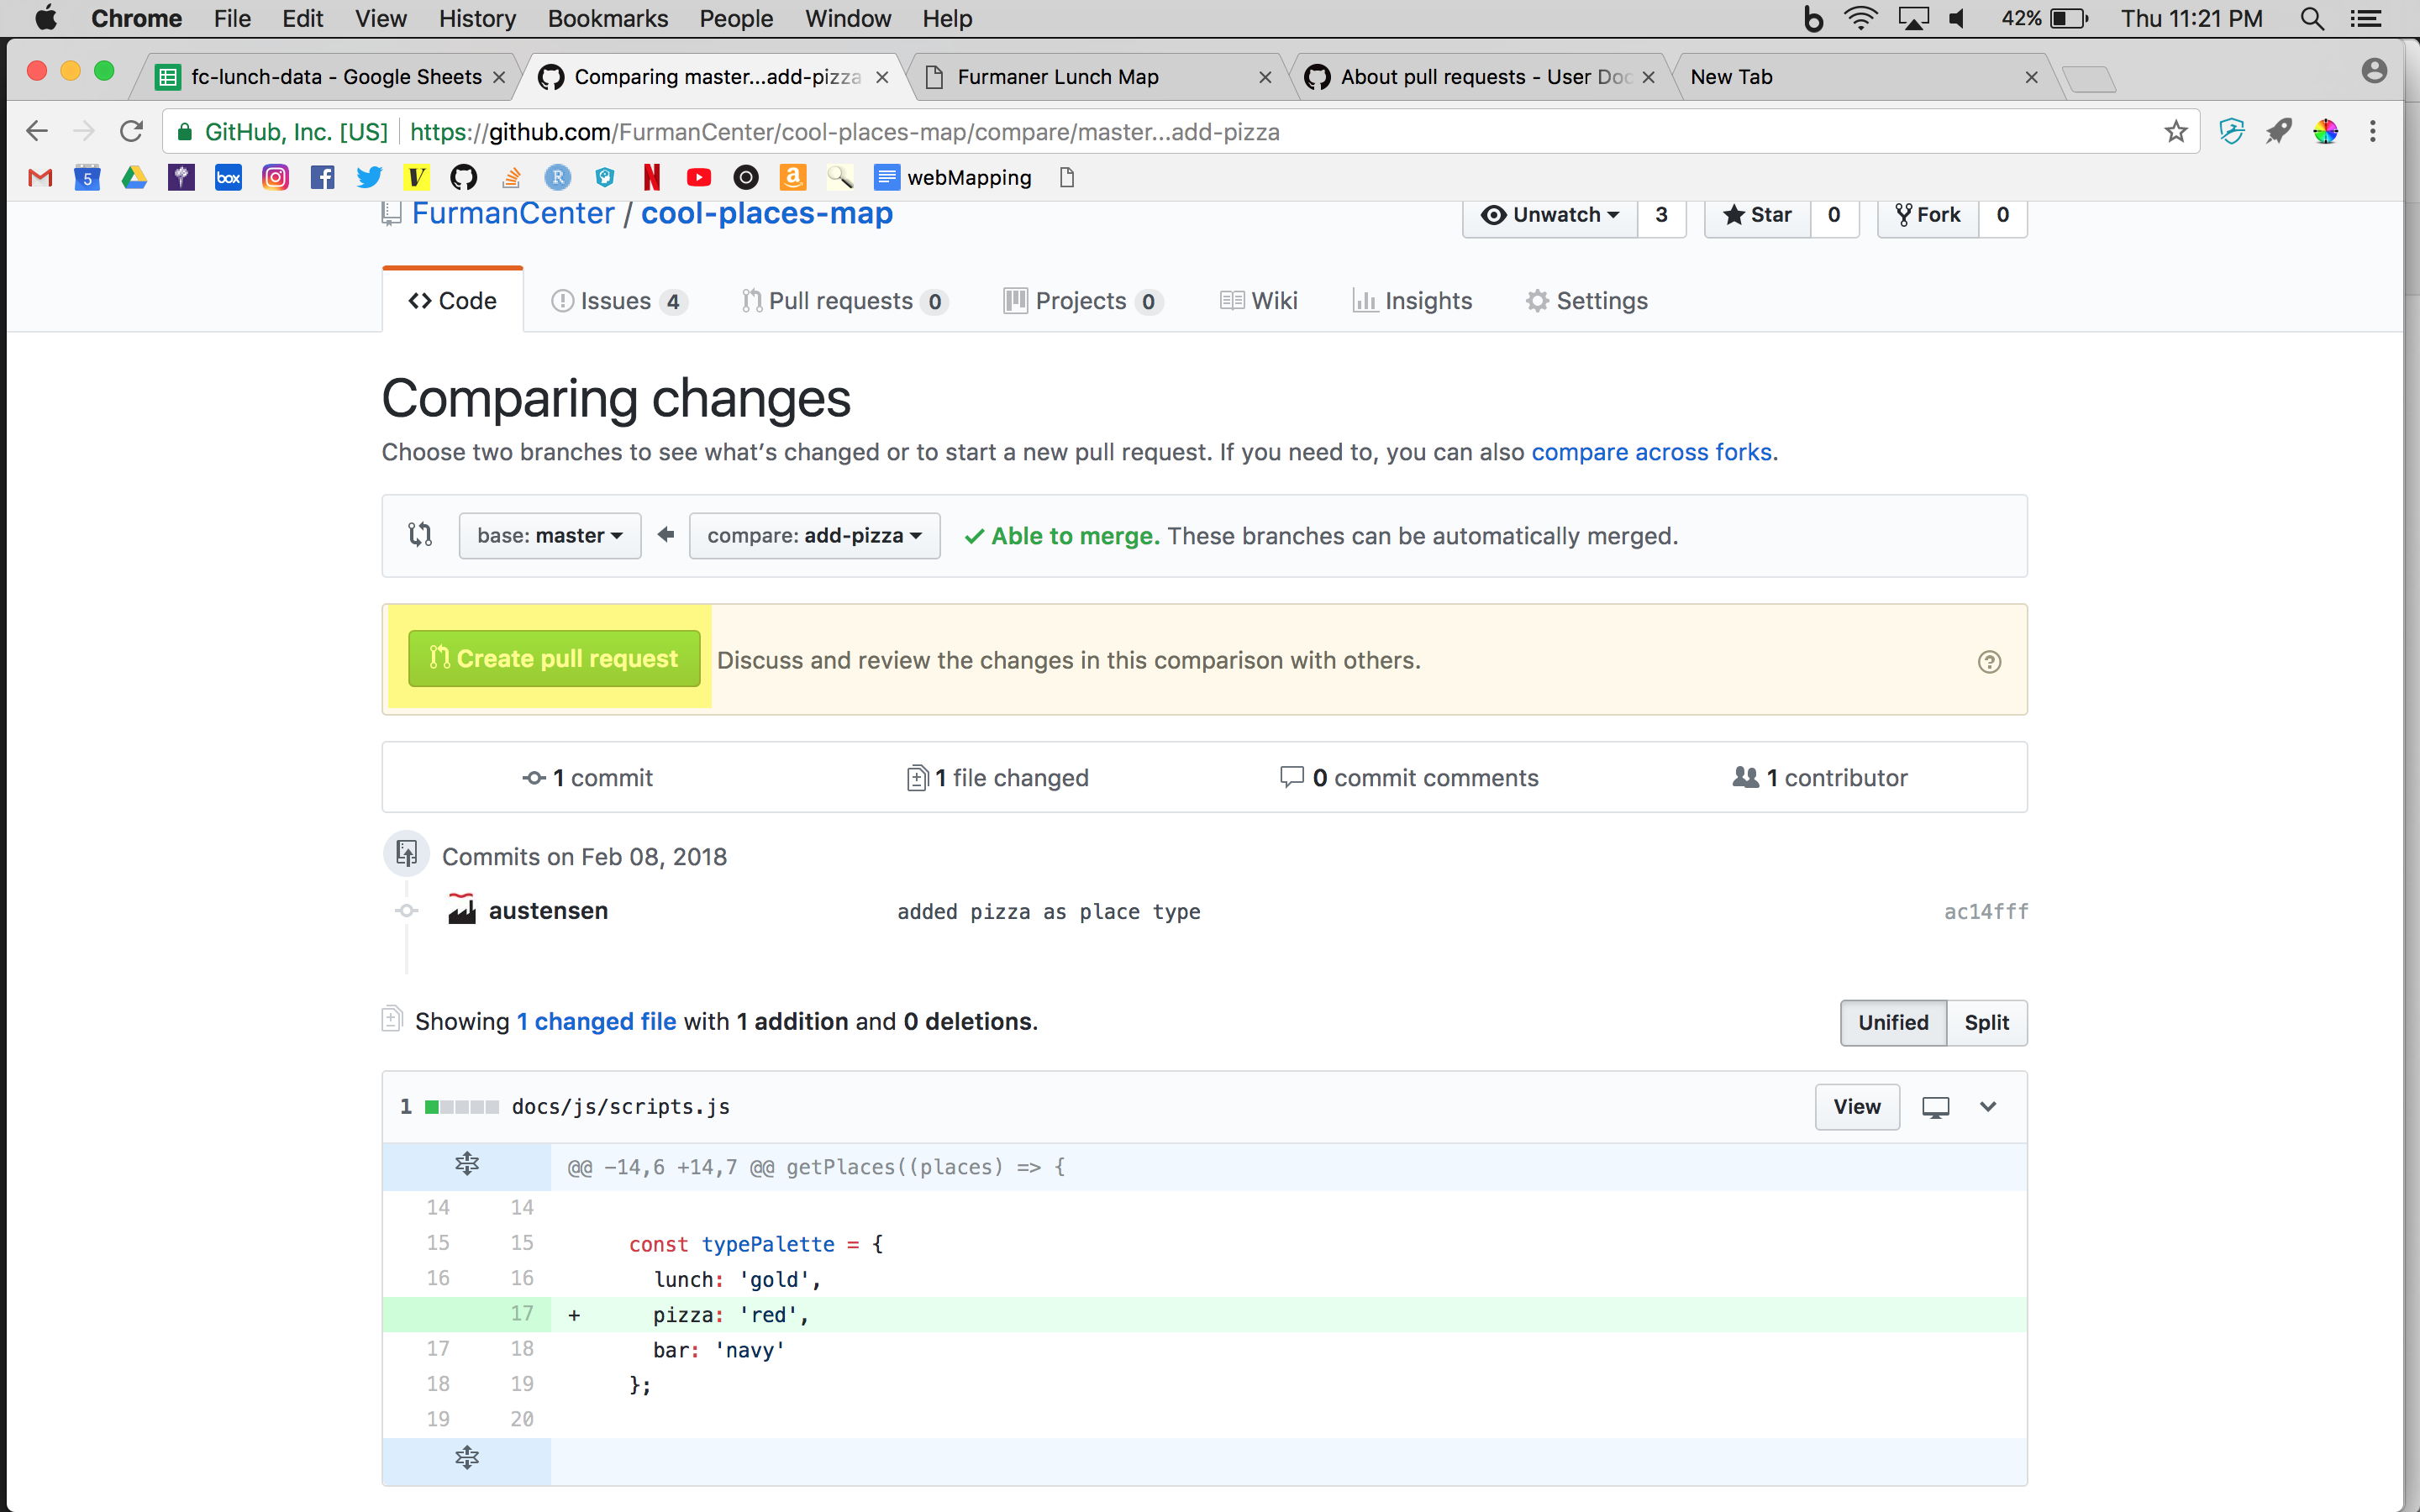 Chrome File Edit View History Bookmarks People Window Help 42% Thu 11:21 PM
fc-lunch-data - Google Sheets Comparing master...add-pizza Furmaner Lunch Map About pull requests - User Doc New Tab
GitHub, Inc. [US] https://github.com/FurmanCenter/cool-places-map/compare/master...add-pizza
5 box V R N a webMapping
FurmanCenter / cool-places-map Unwatch 3 Star 0 Fork 0
Code Issues 4 Pull requests 0 Projects 0 Wiki Insights Settings
Comparing changes
Choose two branches to see what’s changed or to start a new pull request. If you need to, you can also compare across forks.
base: master compare: add-pizza Able to merge. These branches can be automatically merged.
Create pull request Discuss and review the changes in this comparison with others.
1 commit 1 file changed 0 commit comments 1 contributor
Commits on Feb 08, 2018
austensen added pizza as place type ac14fff
Showing 1 changed file with 1 addition and 0 deletions. Unified Split
1 docs/js/scripts.js View
@@ -14,6 +14,7 @@ getPlaces((places) => {
14 14
15 15 const typePalette = {
16 16 lunch: 'gold',
17 + pizza: 'red',
17 18 bar: 'navy'
18 19 };
19 20